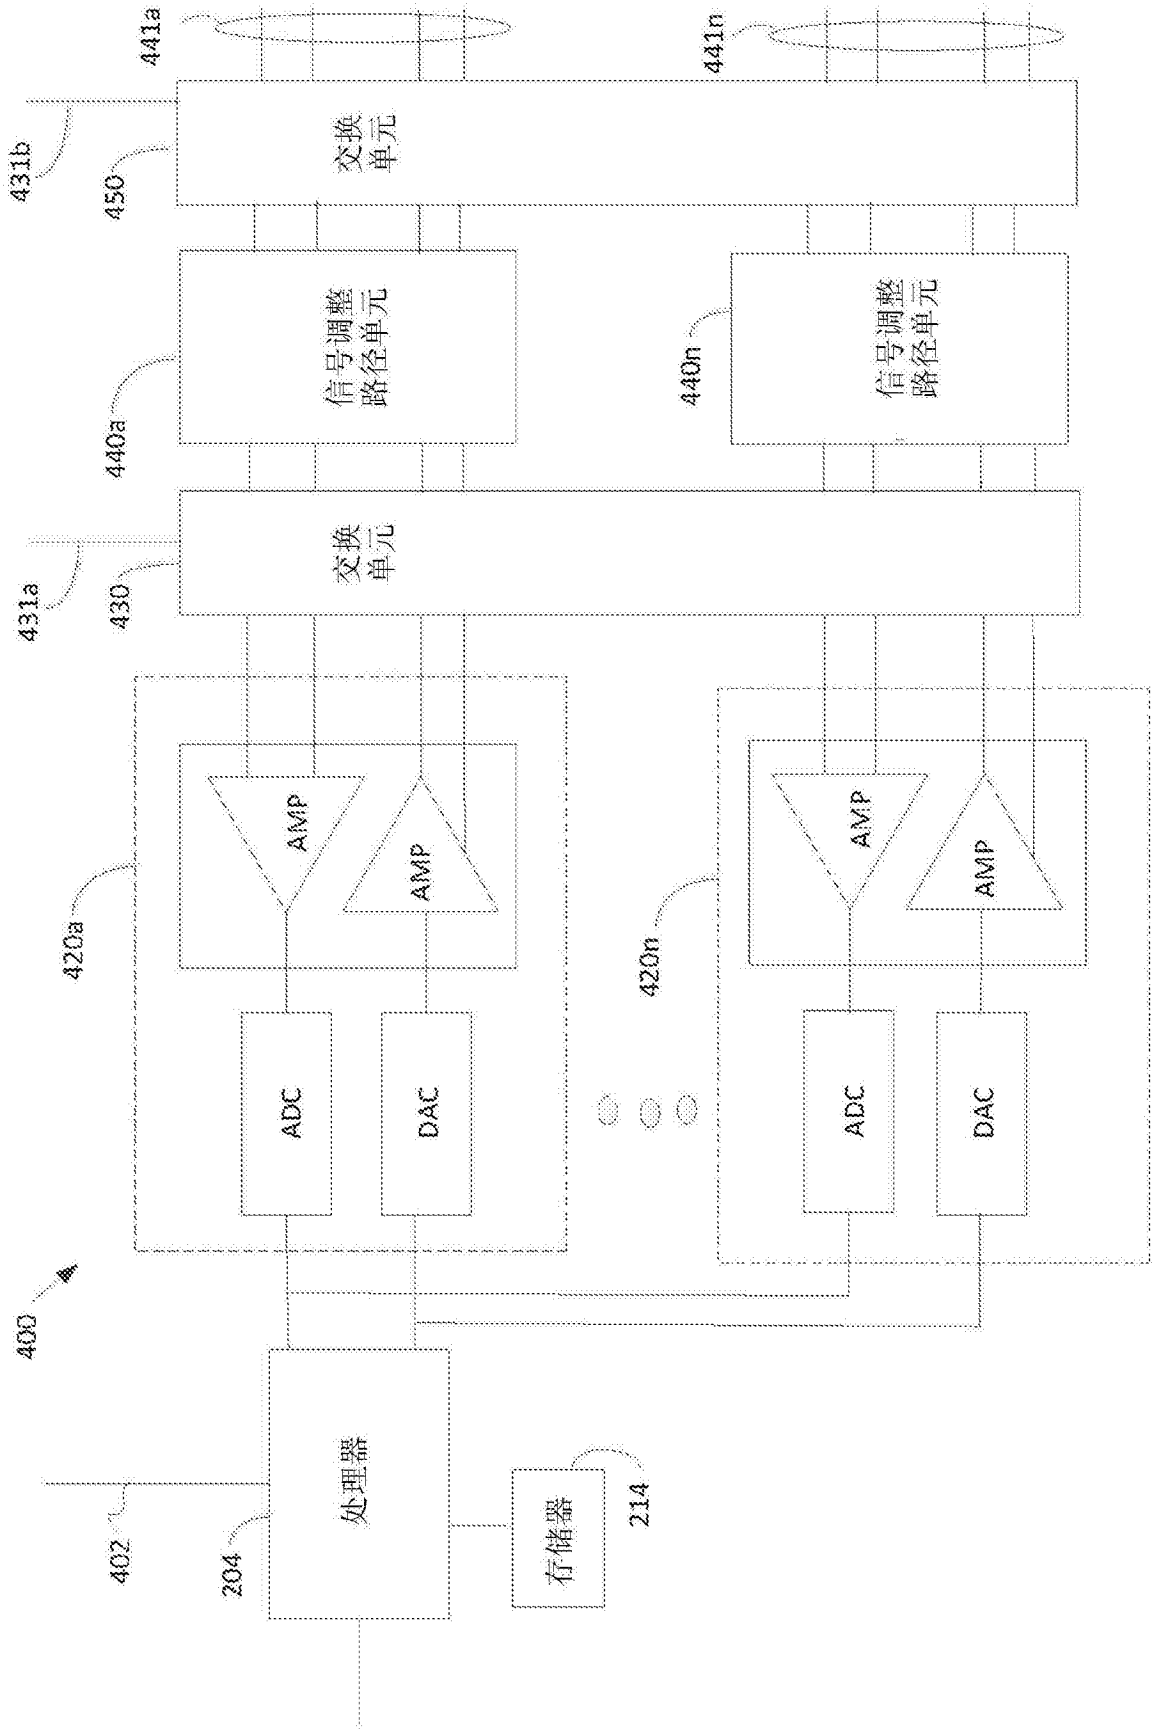 400
402
204
处理器
存储器
214
420a
ADC
DAC
AMP
AMP
420n
ADC
DAC
AMP
AMP
431a
430
交换
单元
440a
信号调整
路径单元
440n
信号调整
路径单元
431b
450
交换
单元
441a
441n